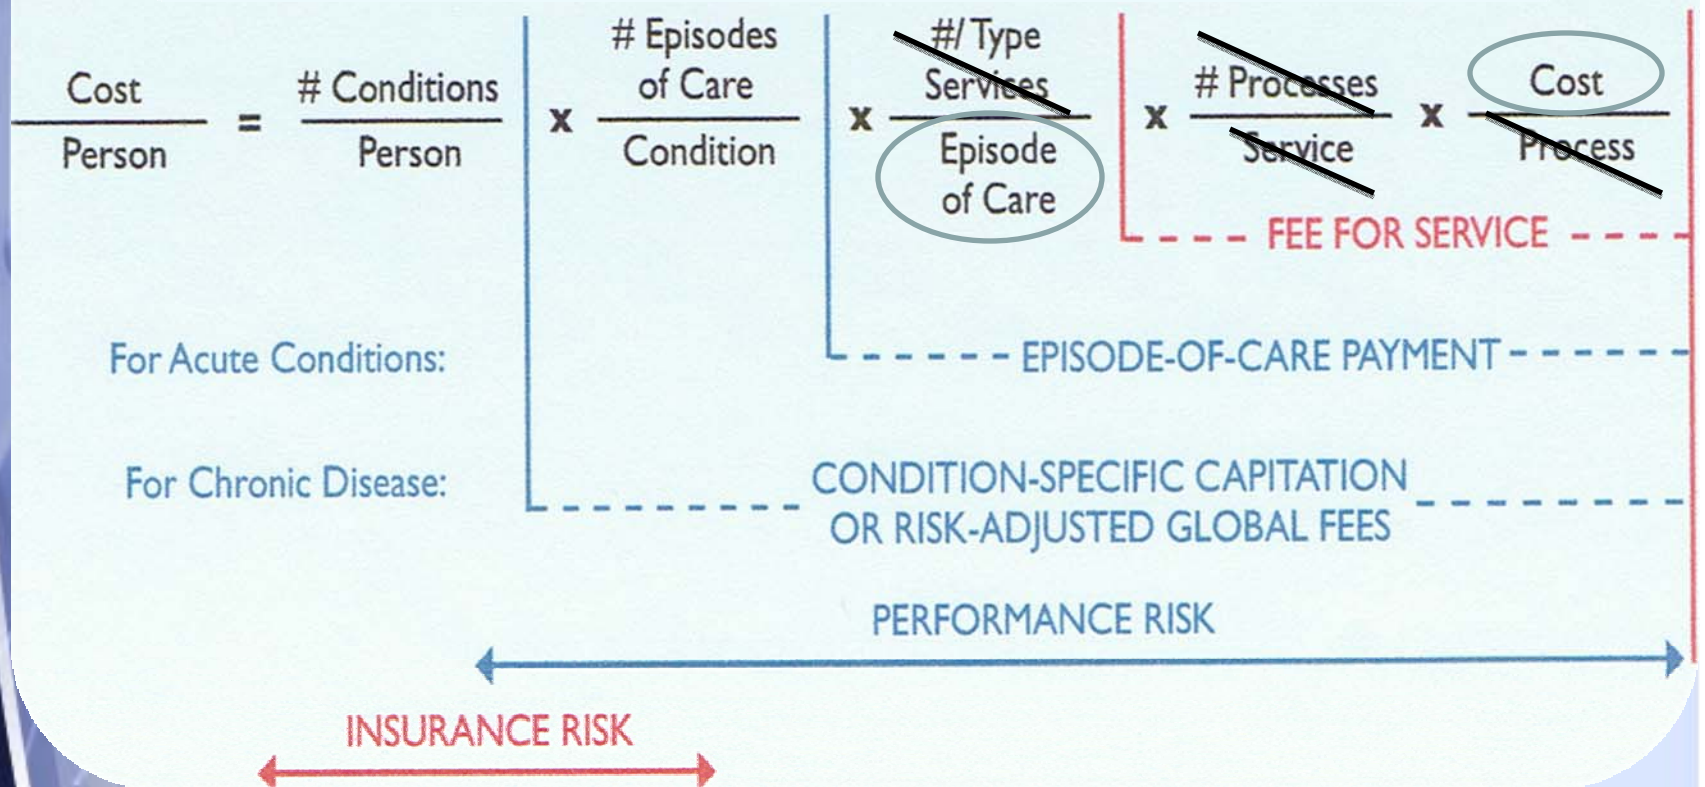 Cost
Person
=
# Conditions
Person
x
# Episodes
of Care
Condition
x
#/ Type
Services
Episode
of Care
x
# Processes
Service
x
Cost
Process
FEE FOR SERVICE
For Acute Conditions:
EPISODE-OF-CARE PAYMENT
For Chronic Disease:
CONDITION-SPECIFIC CAPITATION
OR RISK-ADJUSTED GLOBAL FEES
PERFORMANCE RISK
INSURANCE RISK